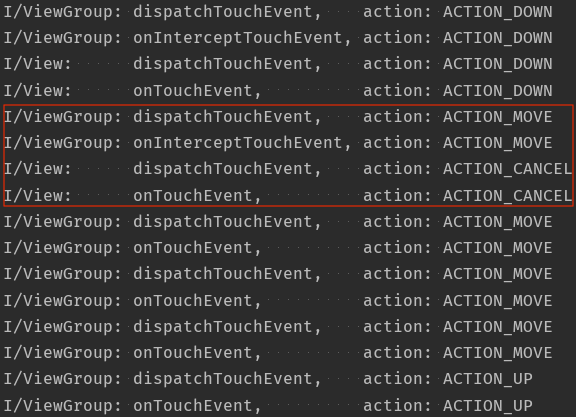 I/ViewGroup: dispatchTouchEvent, action: ACTION_DOWN
I/ViewGroup: onInterceptTouchEvent, action: ACTION_DOWN
I/View: dispatchTouchEvent, action: ACTION_DOWN
I/View: onTouchEvent, action: ACTION_DOWN
I/ViewGroup: dispatchTouchEvent, action: ACTION_MOVE
I/ViewGroup: onInterceptTouchEvent, action: ACTION_MOVE
I/View: dispatchTouchEvent, action: ACTION_CANCEL
I/View: onTouchEvent, action: ACTION_CANCEL
I/ViewGroup: dispatchTouchEvent, action: ACTION_MOVE
I/ViewGroup: onTouchEvent, action: ACTION_MOVE
I/ViewGroup: dispatchTouchEvent, action: ACTION_MOVE
I/ViewGroup: onTouchEvent, action: ACTION_MOVE
I/ViewGroup: dispatchTouchEvent, action: ACTION_MOVE
I/ViewGroup: onTouchEvent, action: ACTION_MOVE
I/ViewGroup: dispatchTouchEvent, action: ACTION_UP
I/ViewGroup: onTouchEvent, action: ACTION_UP